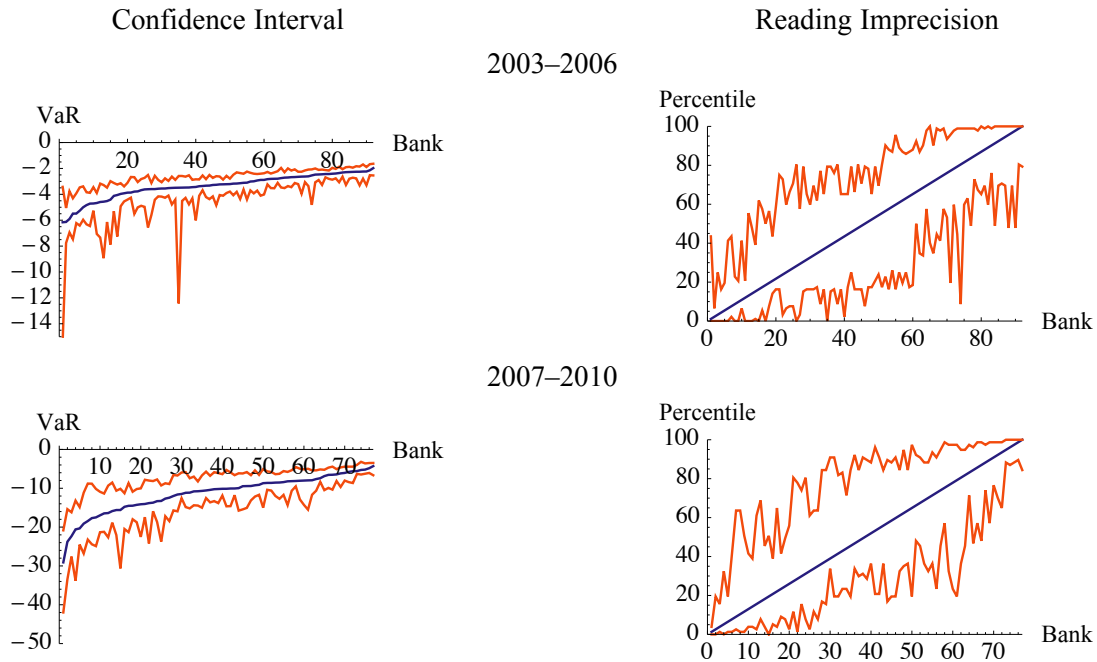 Confidence Interval Reading Imprecision
2003–2006
VaR
0
−2
−4
−6
−8
−10
−12
−14
20 40 60 80
Bank
Percentile
100
80
60
40
20
0
0 20 40 60 80
Bank
2007–2010
VaR
0
−10
−20
−30
−40
−50
10 20 30 40 50 60 70
Bank
Percentile
100
80
60
40
20
0
0 10 20 30 40 50 60 70
Bank